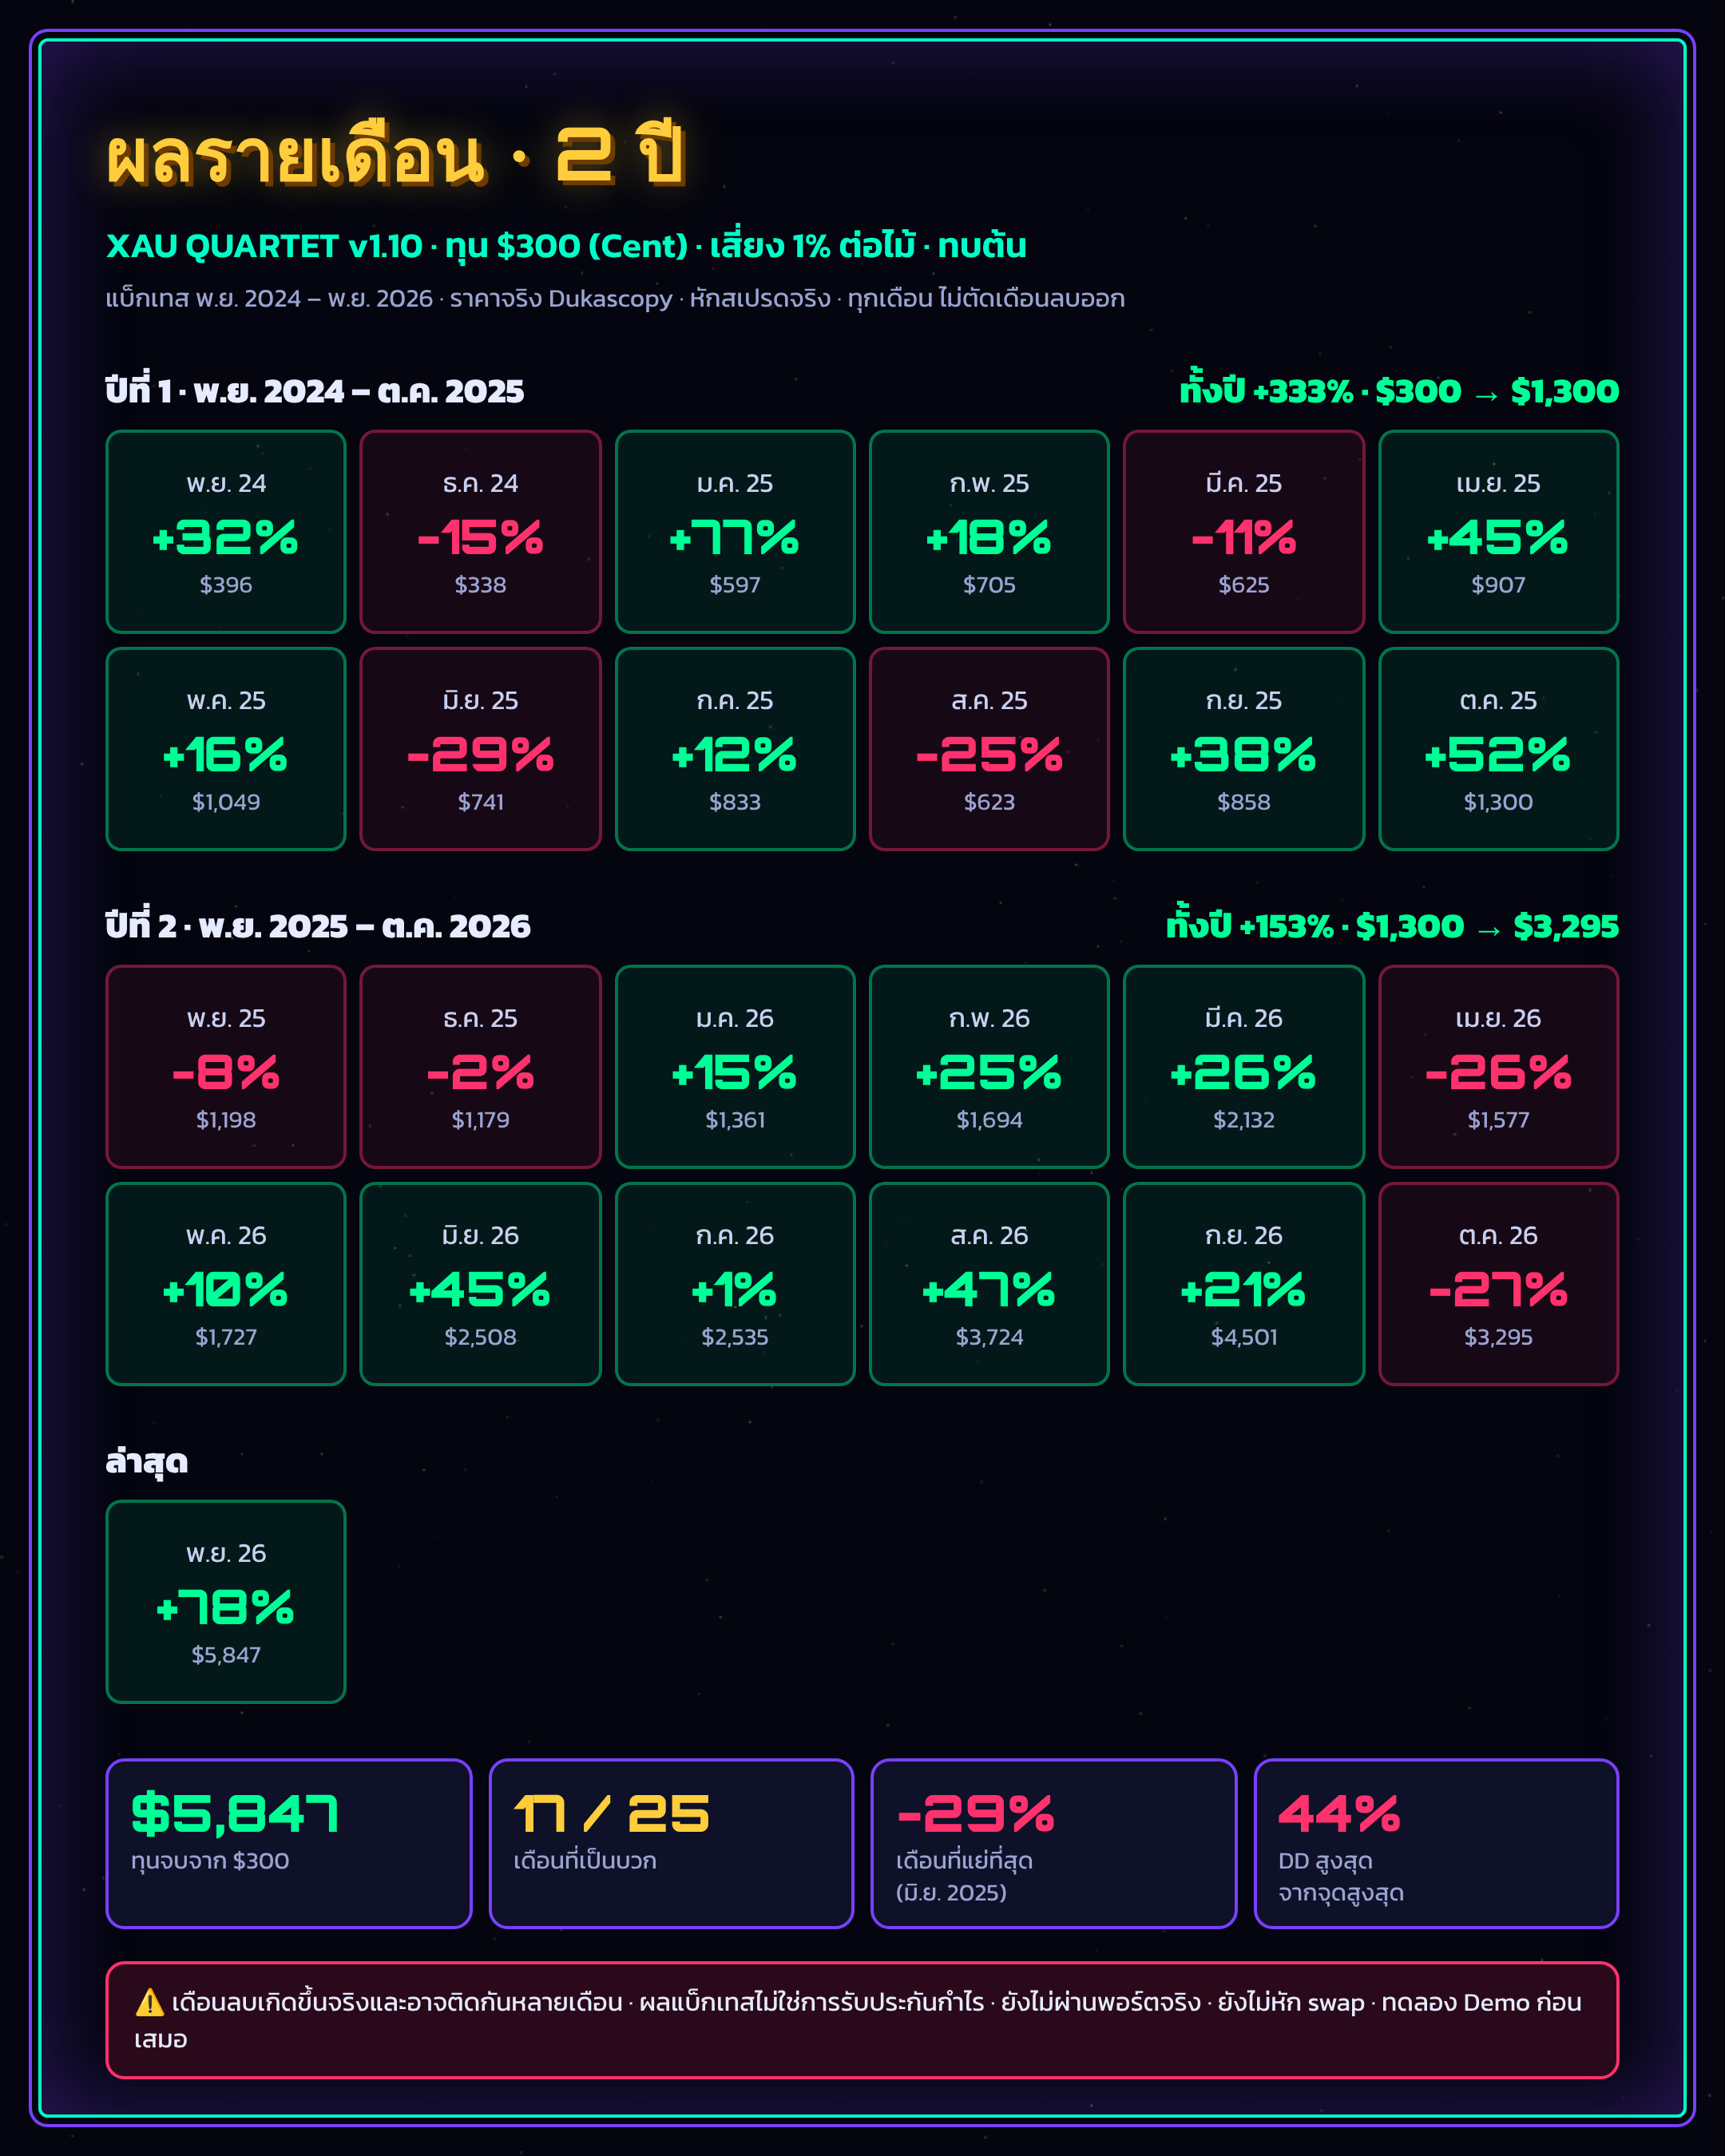 ผลรายเดือน · 2 ปี
XAU QUARTET v1.10 · ทุน $300 (Cent) · เสี่ยง 1% ต่อไม้ · ทบต้น
แบ็กเทส พ.ย. 2024 – พ.ย. 2026 · ราคาจริง Dukascopy · หักสเปรดจริง · ทุกเดือน ไม่ตัดเดือนลบออก
ปีที่ 1 · พ.ย. 2024 – ต.ค. 2025
ทั้งปี +333% · $300 → $1,300
พ.ย. 24
+32%
$396
ธ.ค. 24
-15%
$338
ม.ค. 25
+77%
$597
ก.พ. 25
+18%
$705
มี.ค. 25
-11%
$625
เม.ย. 25
+45%
$907
พ.ค. 25
+16%
$1,049
มิ.ย. 25
-29%
$741
ก.ค. 25
+12%
$833
ส.ค. 25
-25%
$623
ก.ย. 25
+38%
$858
ต.ค. 25
+52%
$1,300
ปีที่ 2 · พ.ย. 2025 – ต.ค. 2026
ทั้งปี +153% · $1,300 → $3,295
พ.ย. 25
-8%
$1,198
ธ.ค. 25
-2%
$1,179
ม.ค. 26
+15%
$1,361
ก.พ. 26
+25%
$1,694
มี.ค. 26
+26%
$2,132
เม.ย. 26
-26%
$1,577
พ.ค. 26
+10%
$1,727
มิ.ย. 26
+45%
$2,508
ก.ค. 26
+1%
$2,535
ส.ค. 26
+47%
$3,724
ก.ย. 26
+21%
$4,501
ต.ค. 26
-27%
$3,295
ล่าสุด
พ.ย. 26
+78%
$5,847
$5,847
ทุนจบจาก $300
17 / 25
เดือนที่เป็นบวก
-29%
เดือนที่แย่ที่สุด
(มิ.ย. 2025)
44%
DD สูงสุด
จากจุดสูงสุด
⚠️ เดือนลบเกิดขึ้นจริงและอาจติดกันหลายเดือน · ผลแบ็กเทสไม่ใช่การรับประกันกำไร · ยังไม่ผ่านพอร์ตจริง · ยังไม่หัก swap · ทดลอง Demo ก่อน
เสมอ